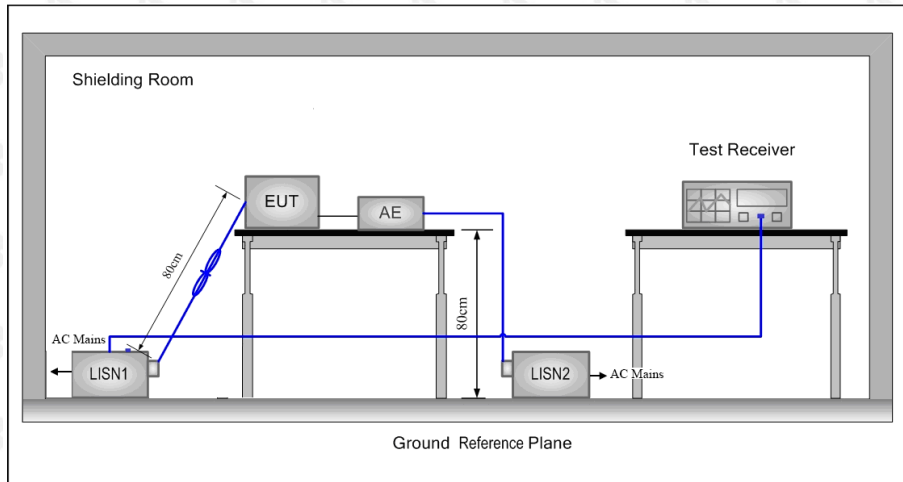 Shielding Room
Test Receiver
EUT
AE
80cm
80cm
AC Mains
LISN1
LISN2
AC Mains
Ground Reference Plane